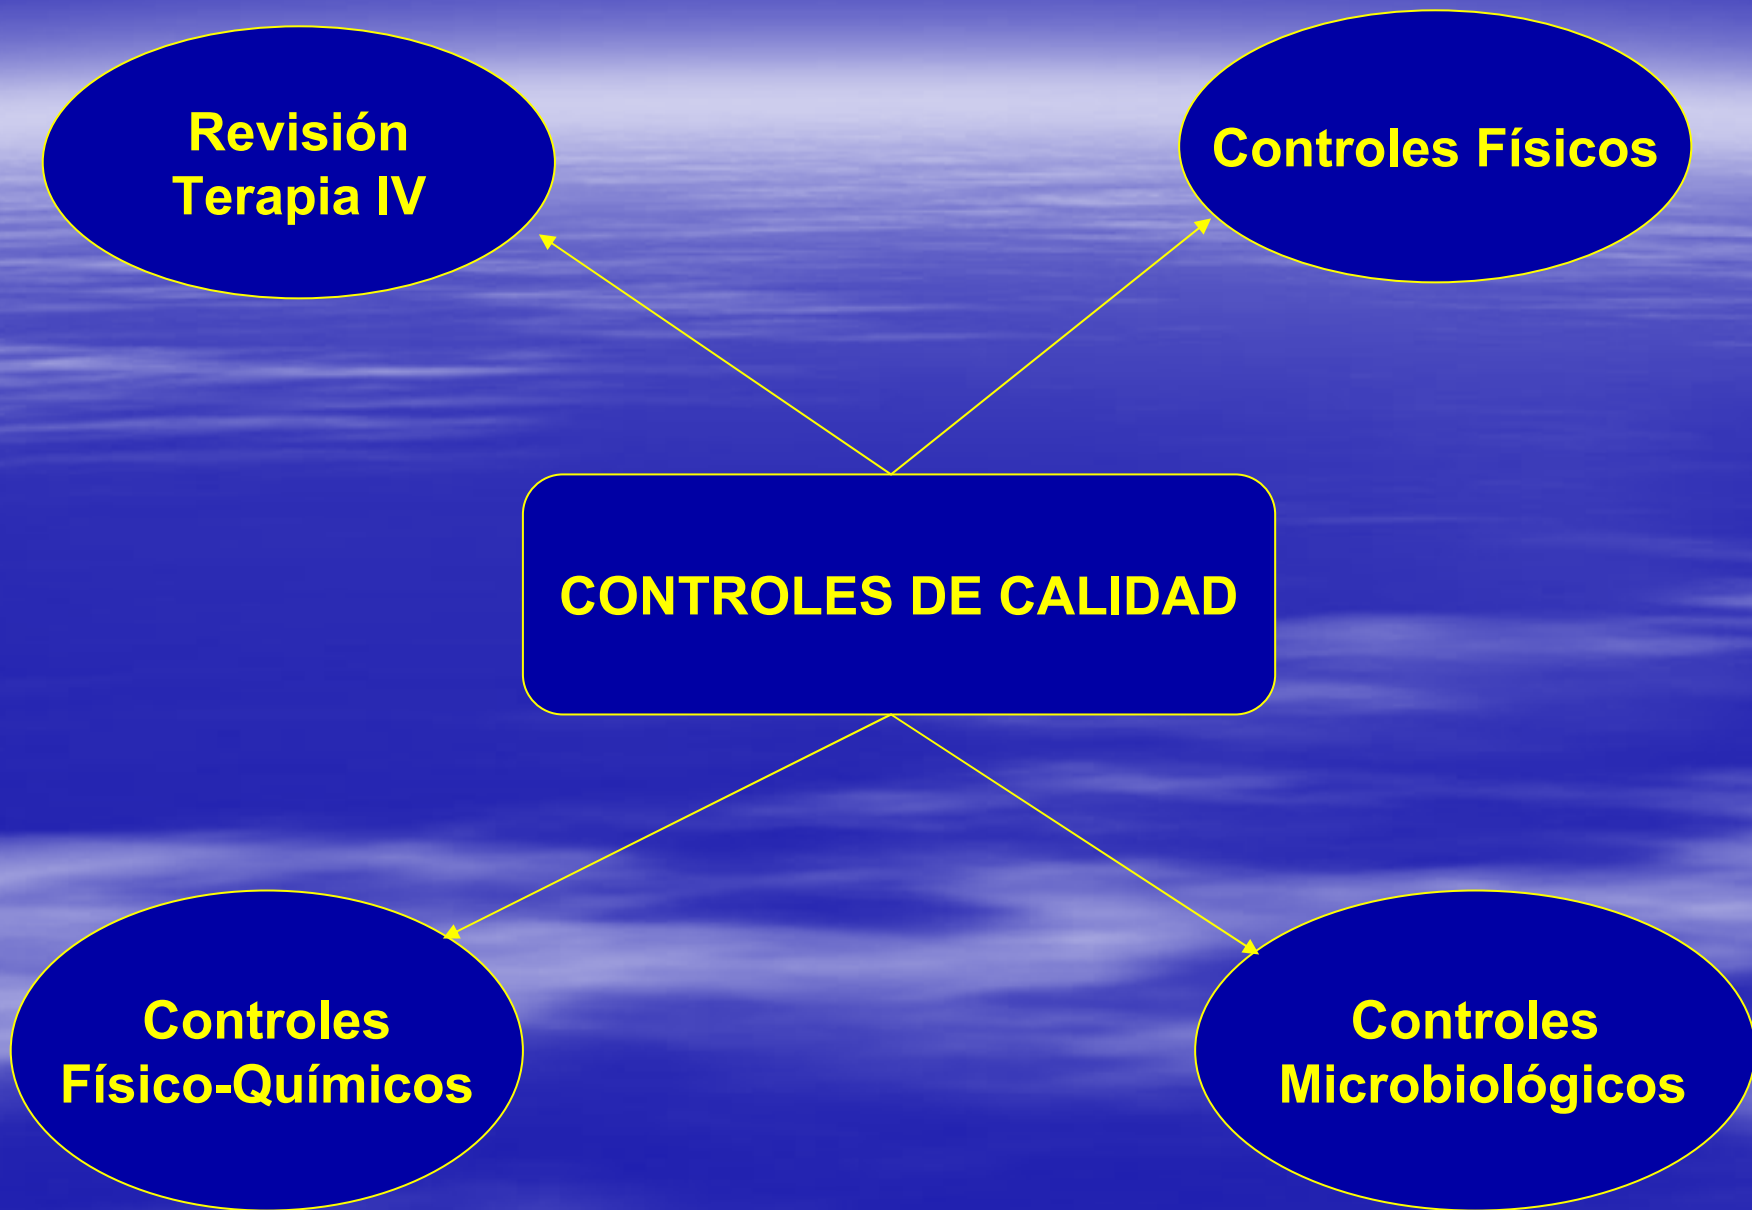 Revisión
Terapia IV
Controles Físicos
CONTROLES DE CALIDAD
Controles
Físico-Químicos
Controles
Microbiológicos